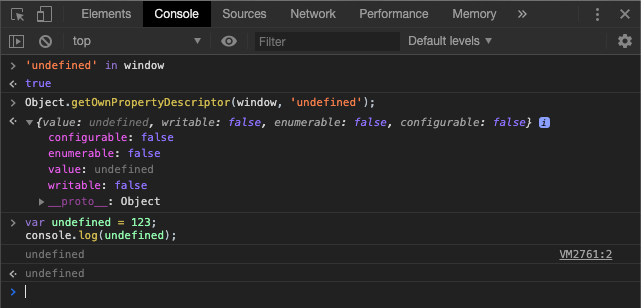 Elements Console Sources Network Performance Memory »
top Filter Default levels
> 'undefined' in window
true
> Object.getOwnPropertyDescriptor(window, 'undefined');
{value: undefined, writable: false, enumerable: false, configurable: false} i
configurable: false
enumerable: false
value: undefined
writable: false
__proto__: Object
> var undefined = 123;
console.log(undefined);
undefined VM2761:2
undefined
>